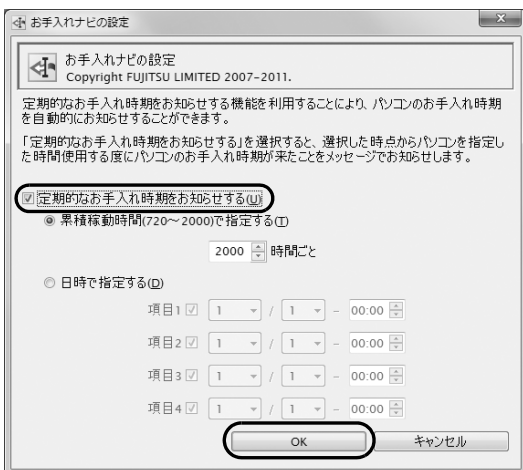 お手入れナビの設定
お手入れナビの設定
Copyright FUJITSU LIMITED 2007-2011.
定期的なお手入れ時期をお知らせする機能を利用することにより、パソコンのお手入れ時期
を自動的にお知らせすることができます。
「定期的なお手入れ時期をお知らせする」を選択すると、選択した時点からパソコンを指定し
た時間使用する度にパソコンのお手入れ時期が来たことをメッセージでお知らせします。
定期的なお手入れ時期をお知らせする(U)
累積稼動時間(720～2000)で指定する(T)
2000 時間ごと
日時で指定する(D)
項目1 1 / 1 - 00:00
項目2 1 / 1 - 00:00
項目3 1 / 1 - 00:00
項目4 1 / 1 - 00:00
OK キャンセル